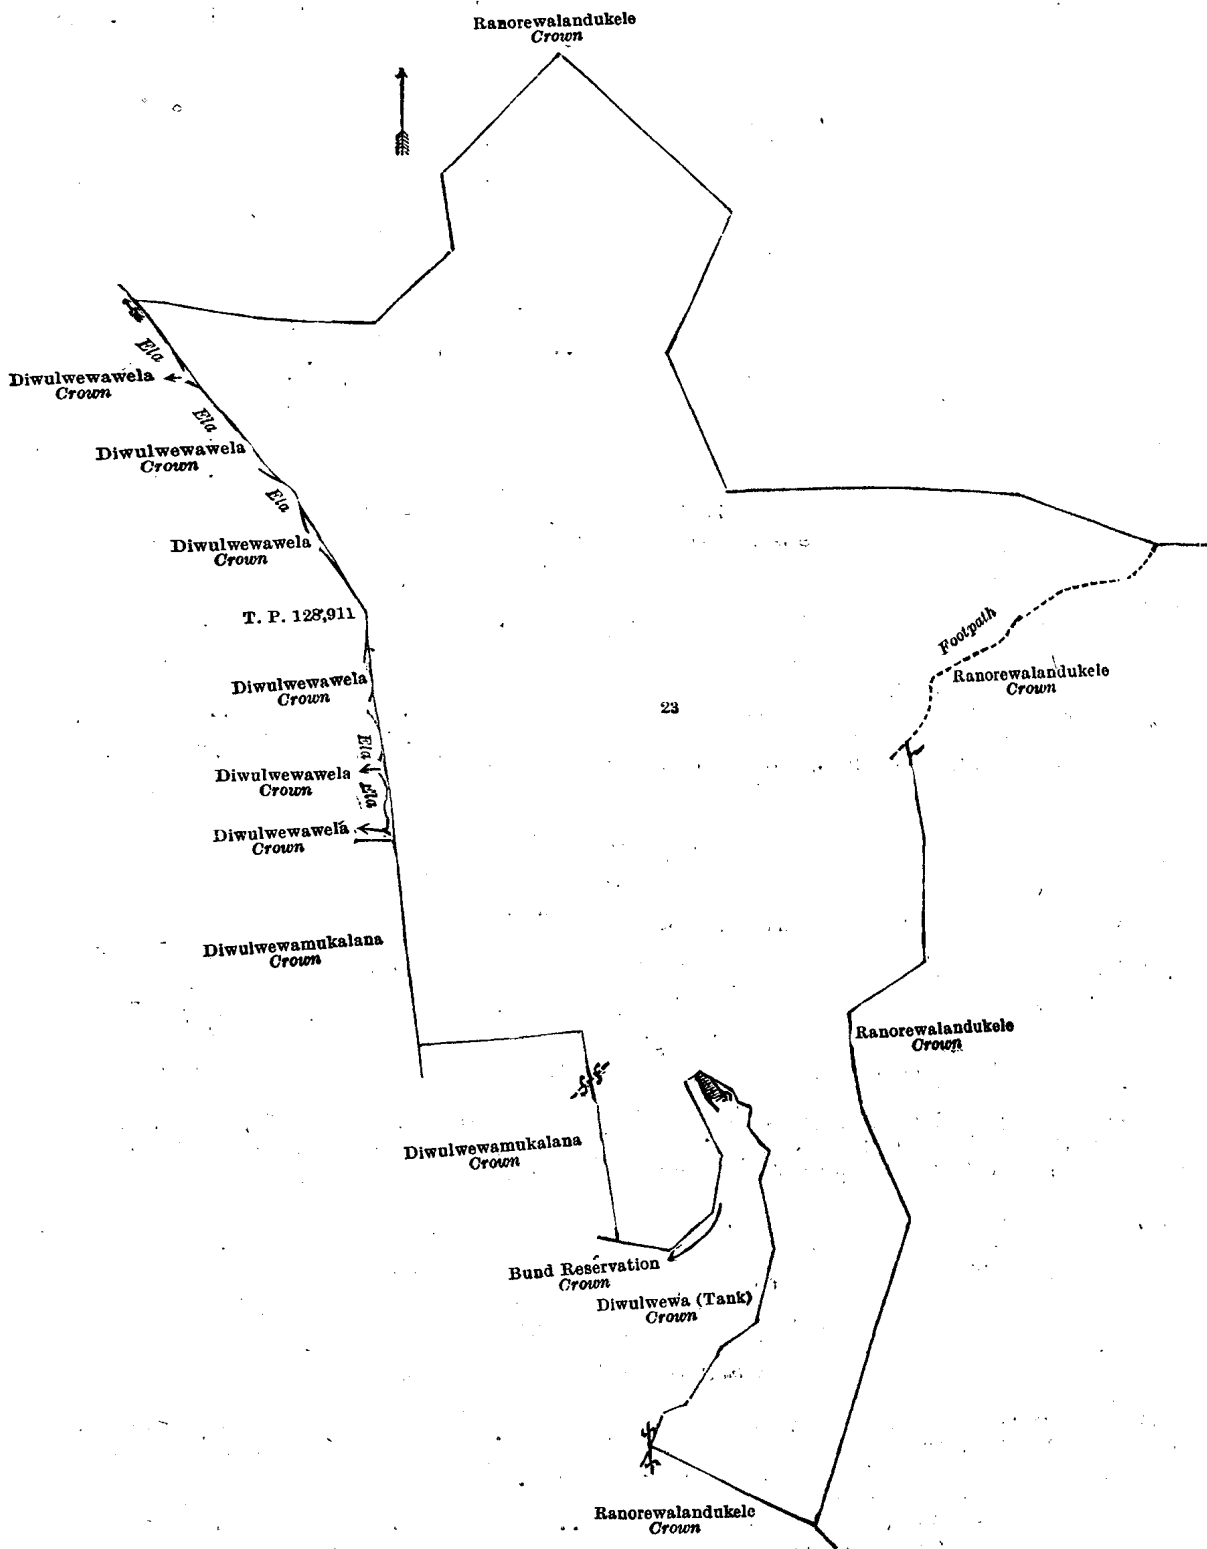 Ranorewalandukele
Crown
Ela
Diwulwewawela
Crown
Ela
Diwulwewawela
Crown
Ela
Diwulwewawela
Crown
T. P. 128,911
Footpath
Ranorewalandukele
Crown
Diwulwewawela
Crown
23
Ela
Diwulwewawela
Crown
Ela
Diwulwewawela
Crown
Diwulwewamukalana
Crown
Ranorewalandukele
Crown
Diwulwewamukalana
Crown
Bund Reservation
Crown
Diwulwewa (Tank)
Crown
Ranorewalandukele
Crown